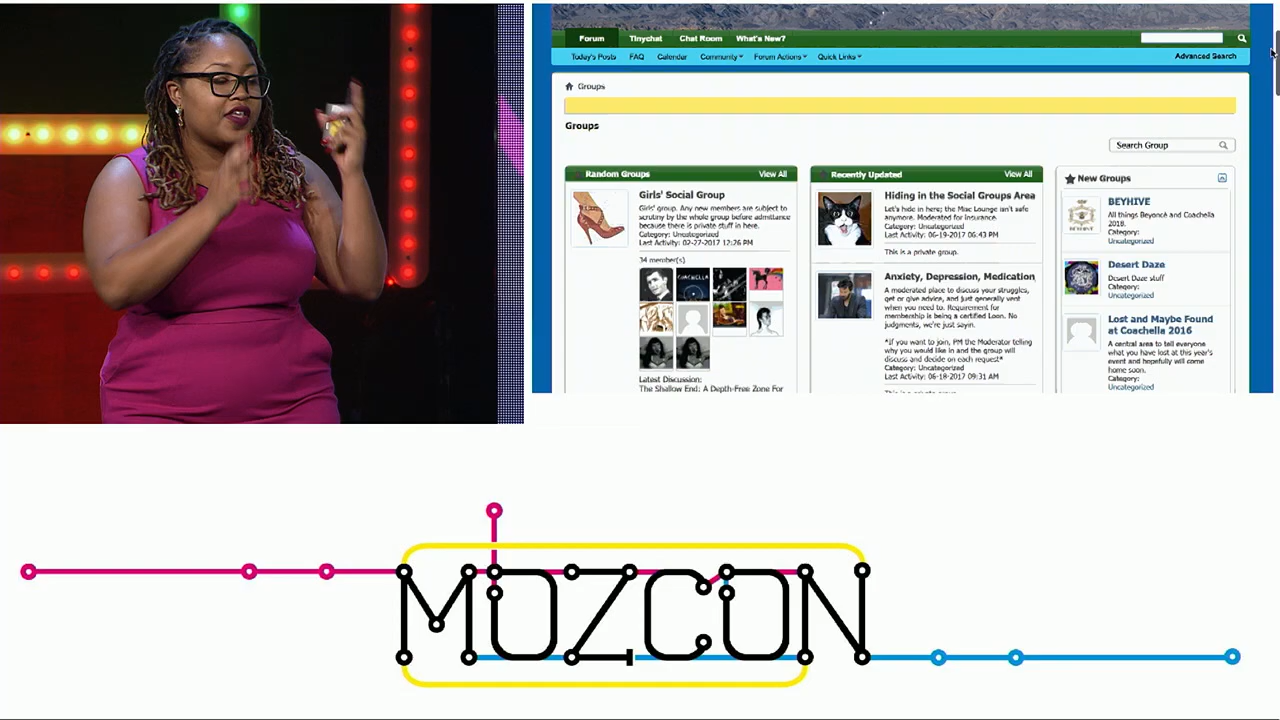 Forum
Tinychat
Chat Room
What's New?
Today's Posts
FAQ
Calendar
Community
Forum Actions
Quick Links
Advanced Search
Groups
Groups
Search Group
Random Groups
View All
Girls' Social Group
Girls' group. Any new members are subject to
scrutiny by the whole group before admittance
because there is private stuff in here.
Category: Uncategorized
Last Activity: 02-27-2017 12:26 PM
34 member(s)
COACHELLA
Latest Discussion:
The Shallow End: A Depth-Free Zone For
Recently Updated
View All
Hiding in the Social Groups Area
Let's hide in here; the Misc Lounge isn't safe
anymore. Moderated for insurance.
Category: Uncategorized
Last Activity: 06-19-2017 06:43 PM
This is a private group.
Anxiety, Depression, Medication
A moderated place to discuss your struggles,
get or give advice, and just generally vent
when you need to. Requirement for
membership is being a certified Loon. No
judgments, we're just sayin.
*If you want to join, PM the Moderator telling
why you would like in and the group will
discuss and decide on each request*
Category: Uncategorized
Last Activity: 06-18-2017 09:31 AM
New Groups
BEYHIVE
All things Beyoncé and Coachella
2018.
Category:
Uncategorized
Desert Daze
Desert Daze stuff
Category:
Uncategorized
Lost and Maybe Found
at Coachella 2016
A central area to tell everyone
what you have lost at this year's
event and hopefully will come
home soon.
Category:
Uncategorized
MOZCON